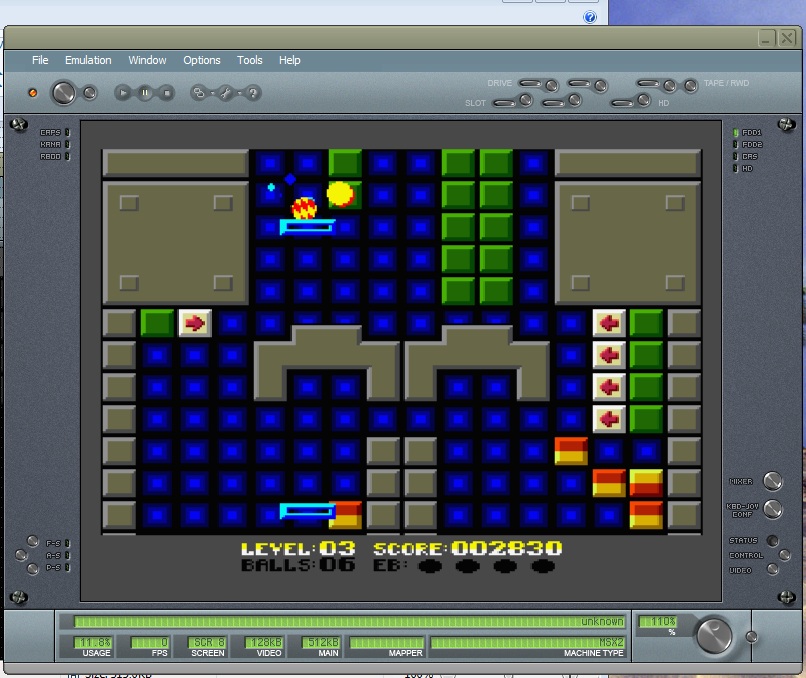 File Emulation Window Options Tools Help
DRIVE TAPE / RWD
SLOT HD
CAPS
KANA
FDD1
FDD2
CAS
HD
LEVEL:03 SCORE:002830
BALLS:06 EB:
MIXER
KBD-JOY
CONF
STATUS
CONTROL
VIDEO
F-S
A-S
D-S
unknown
110%
%
11.8% 0 SCR 8 128kB 512kB MSX2
USAGE FPS SCREEN VIDEO MAIN MAPPER MACHINE TYPE